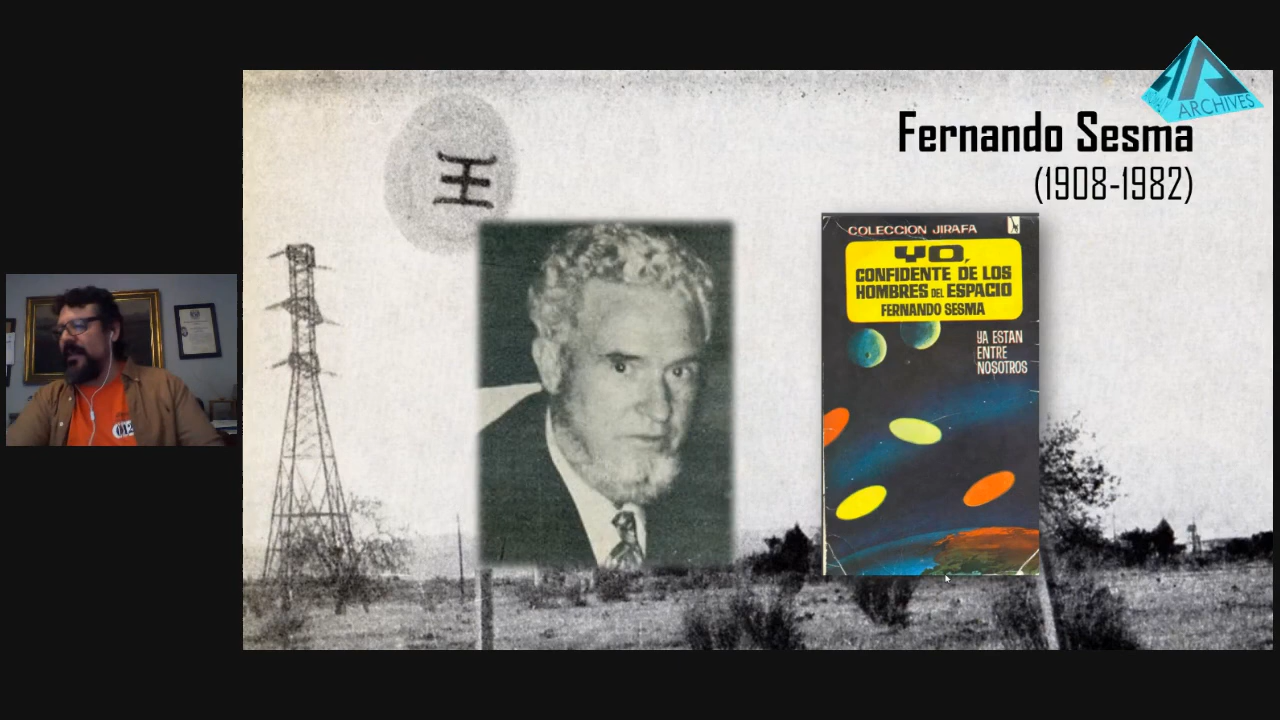 ARCHIVES
Fernando Sesma
(1908-1982)
COLECCION JIRAFA
YO,
CONFIDENTE DE LOS
HOMBRES DEL ESPACIO
FERNANDO SESMA
YA ESTAN
ENTRE
NOSOTROS